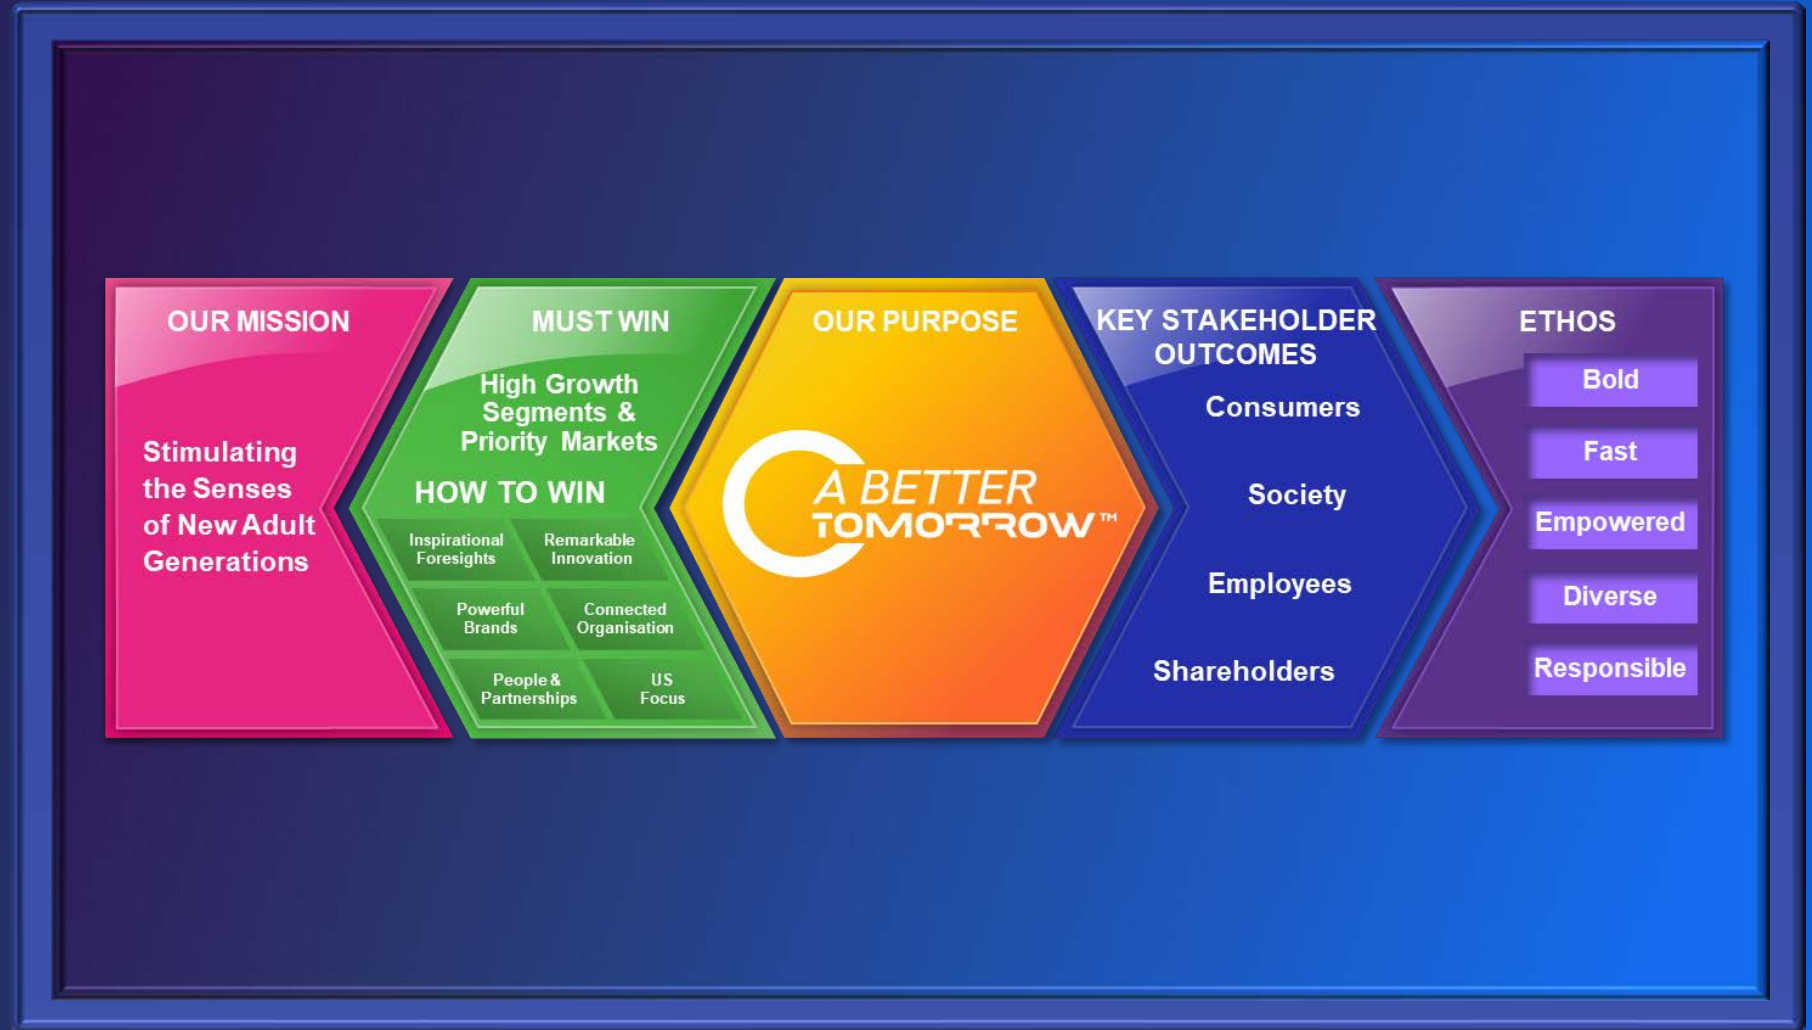 OUR MISSION
Stimulating
the Senses
of New Adult
Generations
MUST WIN
High Growth
Segments &
Priority Markets
HOW TO WIN
Inspirational
Foresights
Remarkable
Innovation
Powerful
Brands
Connected
Organisation
People &
Partnerships
US
Focus
OUR PURPOSE
A BETTER
TOMORROW™
KEY STAKEHOLDER
OUTCOMES
Consumers
Society
Employees
Shareholders
ETHOS
Bold
Fast
Empowered
Diverse
Responsible